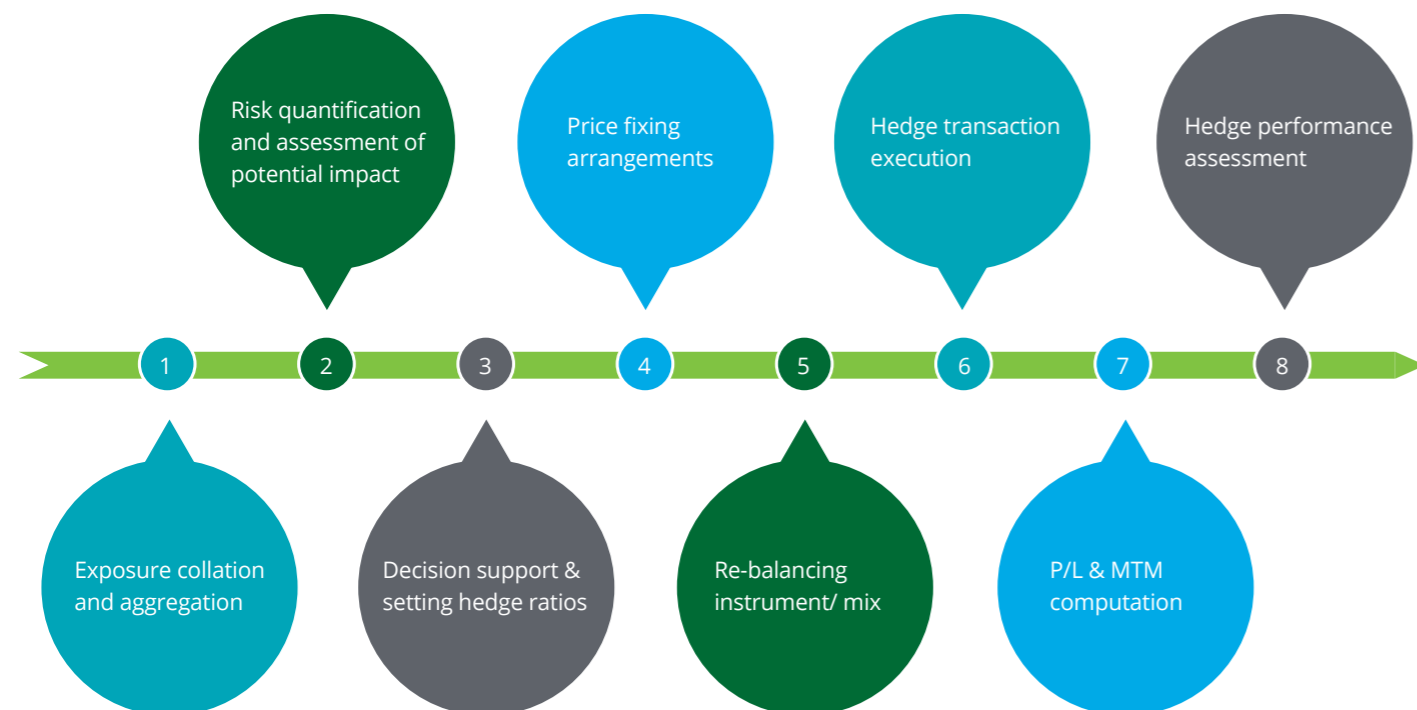 Risk quantification
and assessment of
potential impact
Price fixing
arrangements
Hedge transaction
execution
Hedge performance
assessment
1
2
3
4
5
6
7
8
Exposure collation
and aggregation
Decision support &
setting hedge ratios
Re-balancing
instrument/ mix
P/L & MTM
computation